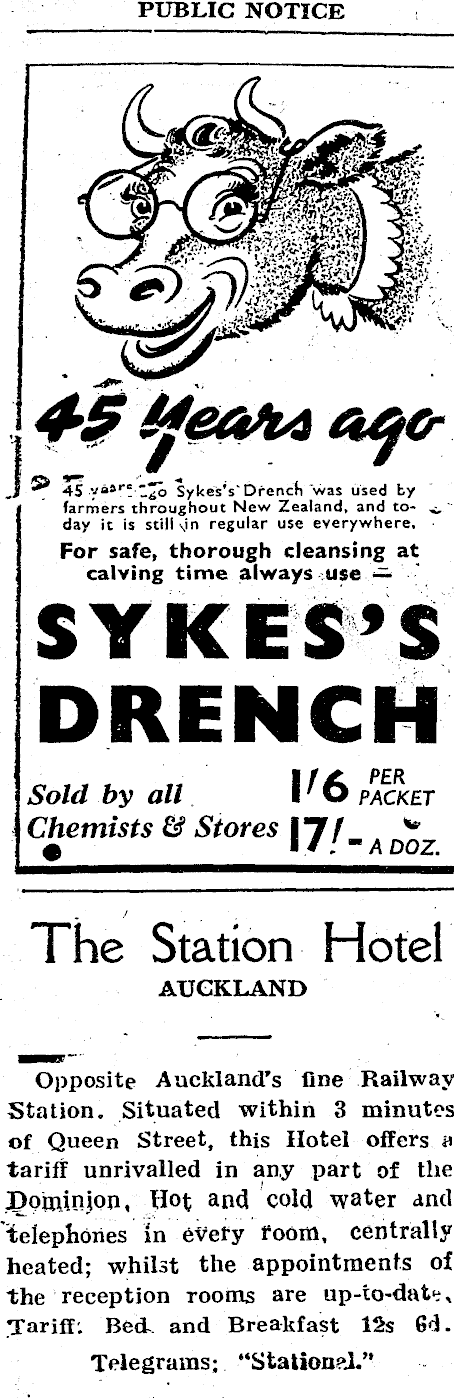 PUBLIC NOTICE
45 Years ago
45 years ago Sykes's Drench was used by
farmers throughout New Zealand, and to-
day it is still in regular use everywhere.
For safe, thorough cleansing at
calving time always use —
SYKES'S
DRENCH
Sold by all
Chemists & Stores
1/6 PER PACKET
17/- A DOZ.
The Station Hotel
AUCKLAND
Opposite Auckland's fine Railway
Station. Situated within 3 minutes
of Queen Street, this Hotel offers a
tariff unrivalled in any part of the
Dominion, Hot and cold water and
telephones in every room, centrally
heated; whilst the appointments of
the reception rooms are up-to-date.
Tariff: Bed and Breakfast 12s 6d.
Telegrams: "Stationel."